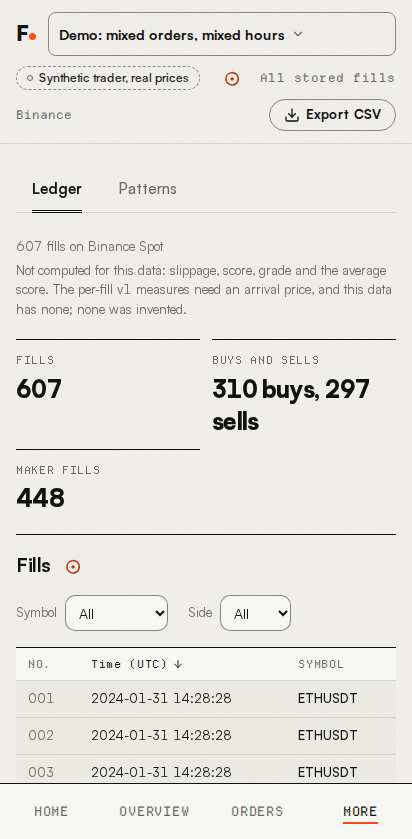 F.
Demo: mixed orders, mixed hours
Synthetic trader, real prices
All stored fills
Binance
Export CSV
Ledger
Patterns
607 fills on Binance Spot
Not computed for this data: slippage, score, grade and the average
score. The per-fill v1 measures need an arrival price, and this data
has none; none was invented.
FILLS
BUYS AND SELLS
607
310 buys, 297
sells
MAKER FILLS
448
Fills
Symbol All Side All
NO. Time (UTC) ↓ SYMBOL
001 2024-01-31 14:28:28 ETHUSDT
002 2024-01-31 14:28:28 ETHUSDT
003 2024-01-31 14:28:28 ETHUSDT
HOME OVERVIEW ORDERS MORE